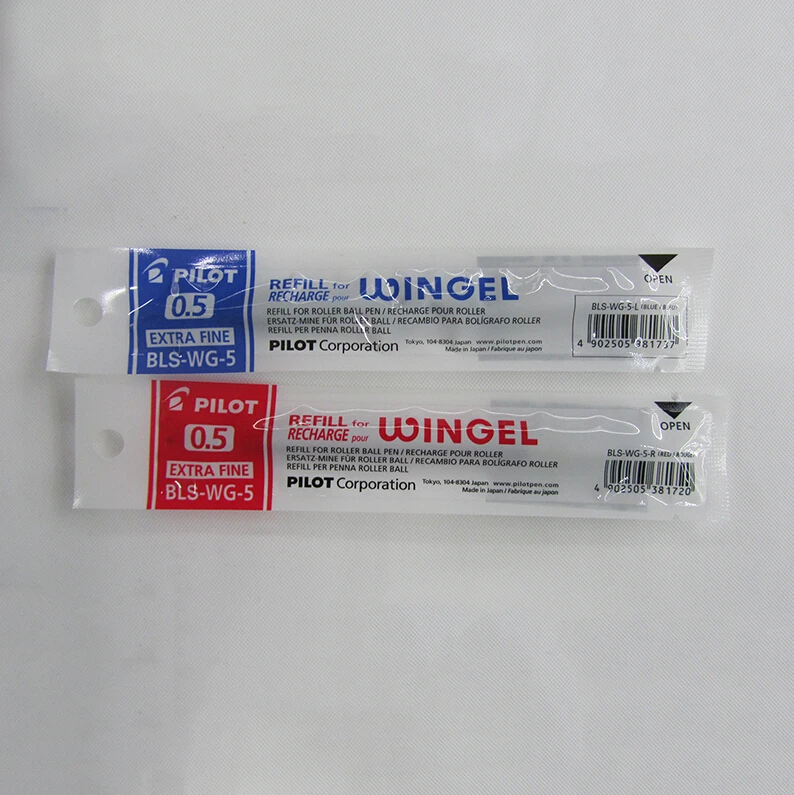 PILOT
0.5
EXTRA FINE
BLS-WG-5
REFILL for
RECHARGE pour
WINGEL
REFILL FOR ROLLER BALL PEN / RECHARGE POUR ROLLER
ERSATZ-MINE FÜR ROLLER BALL / RECAMBIO PARA BOLÍGRAFO ROLLER
REFILL PER PENNA ROLLER BALL
PILOT Corporation
Tokyo, 104-8304 Japan www.pilotpen.com
Made in Japan / Fabriqué au japon
OPEN
BLS-WG-5-L (BLUE /
4 902505 381737
PILOT
0.5
EXTRA FINE
BLS-WG-5
REFILL for
RECHARGE pour
WINGEL
REFILL FOR ROLLER BALL PEN / RECHARGE POUR ROLLER
ERSATZ-MINE FÜR ROLLER BALL / RECAMBIO PARA BOLÍGRAFO ROLLER
REFILL PER PENNA ROLLER BALL
PILOT Corporation
Tokyo, 104-8304 Japan www.pilotpen.com
Made in Japan / Fabriqué au japon
OPEN
BLS-WG-5-R (RED /
4 902505 381720